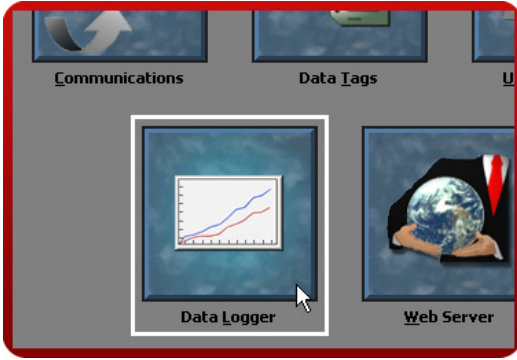 Communications
Data Tags
U
Data Logger
Web Server